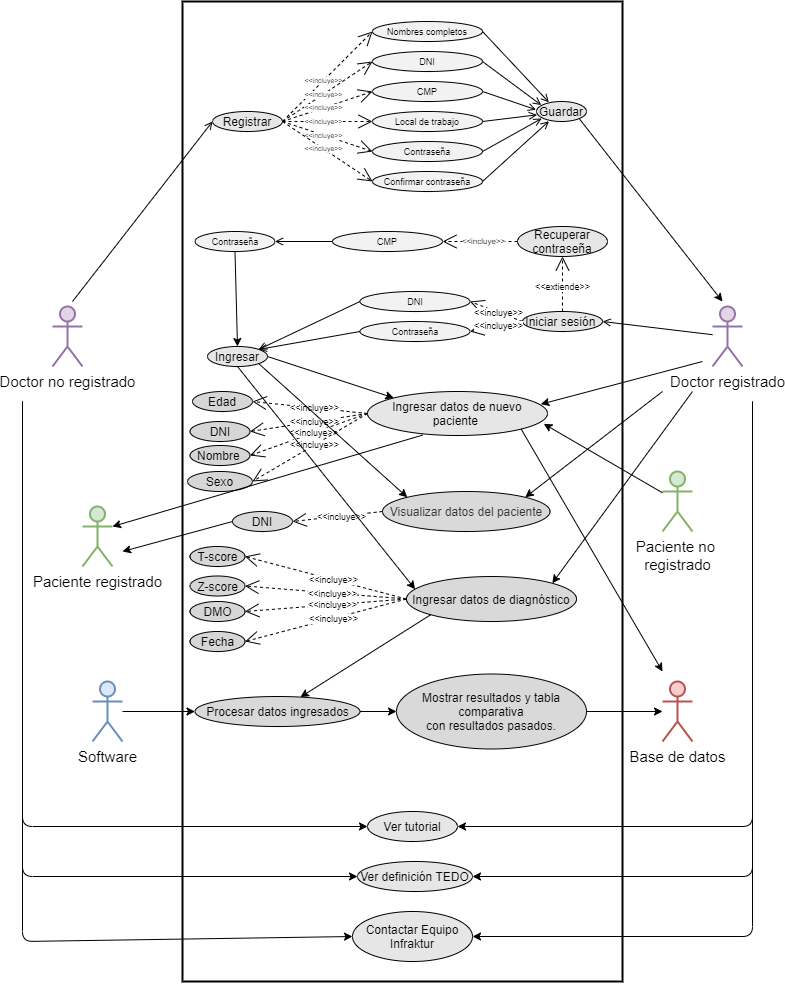 Nombres completos
DNI
<<incluye>>
<<incluye>>
CMP
<<incluye>>
Registrar
Guardar
<<incluye>>
Local de trabajo
<<incluye>>
<<incluye>>
Contraseña
Confirmar contraseña
Contraseña
CMP
<<incluye>>
Recuperar
contraseña
<<extiende>>
DNI
<<incluye>>
<<incluye>>
Iniciar sesión
Contraseña
Ingresar
Doctor no registrado
Doctor registrado
Edad
<<incluye>>
Ingresar datos de nuevo
paciente
<<incluye>>
DNI
<<incluye>>
<<incluye>>
Nombre
Sexo
Visualizar datos del paciente
<<incluye>>
DNI
Paciente no
registrado
Paciente registrado
T-score
<<incluye>>
Z-score
<<incluye>>
Ingresar datos de diagnóstico
<<incluye>>
DMO
<<incluye>>
Fecha
Procesar datos ingresados
Mostrar resultados y tabla
comparativa
con resultados pasados.
Software
Base de datos
Ver tutorial
Ver definición TEDO
Contactar Equipo
Infraktur